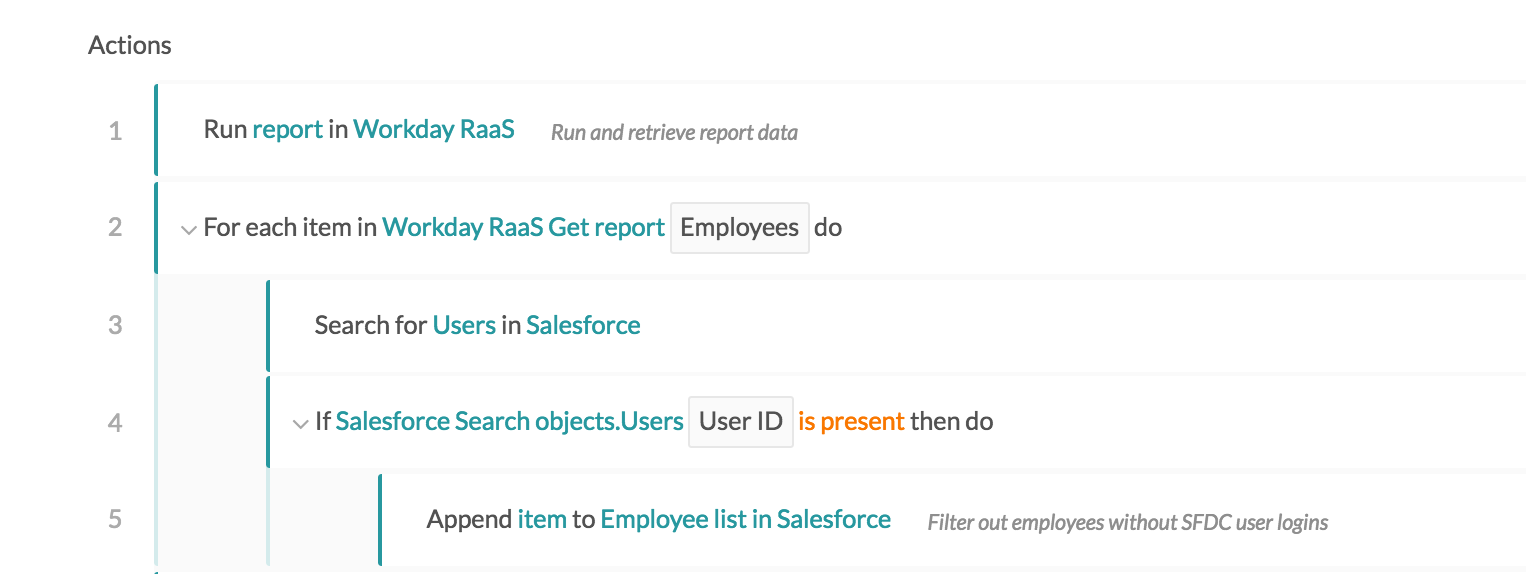 Actions
1 Run report in Workday RaaS Run and retrieve report data
2 For each item in Workday RaaS Get report Employees do
3 Search for Users in Salesforce
4 If Salesforce Search objects.Users User ID is present then do
5 Append item to Employee list in Salesforce Filter out employees without SFDC user logins